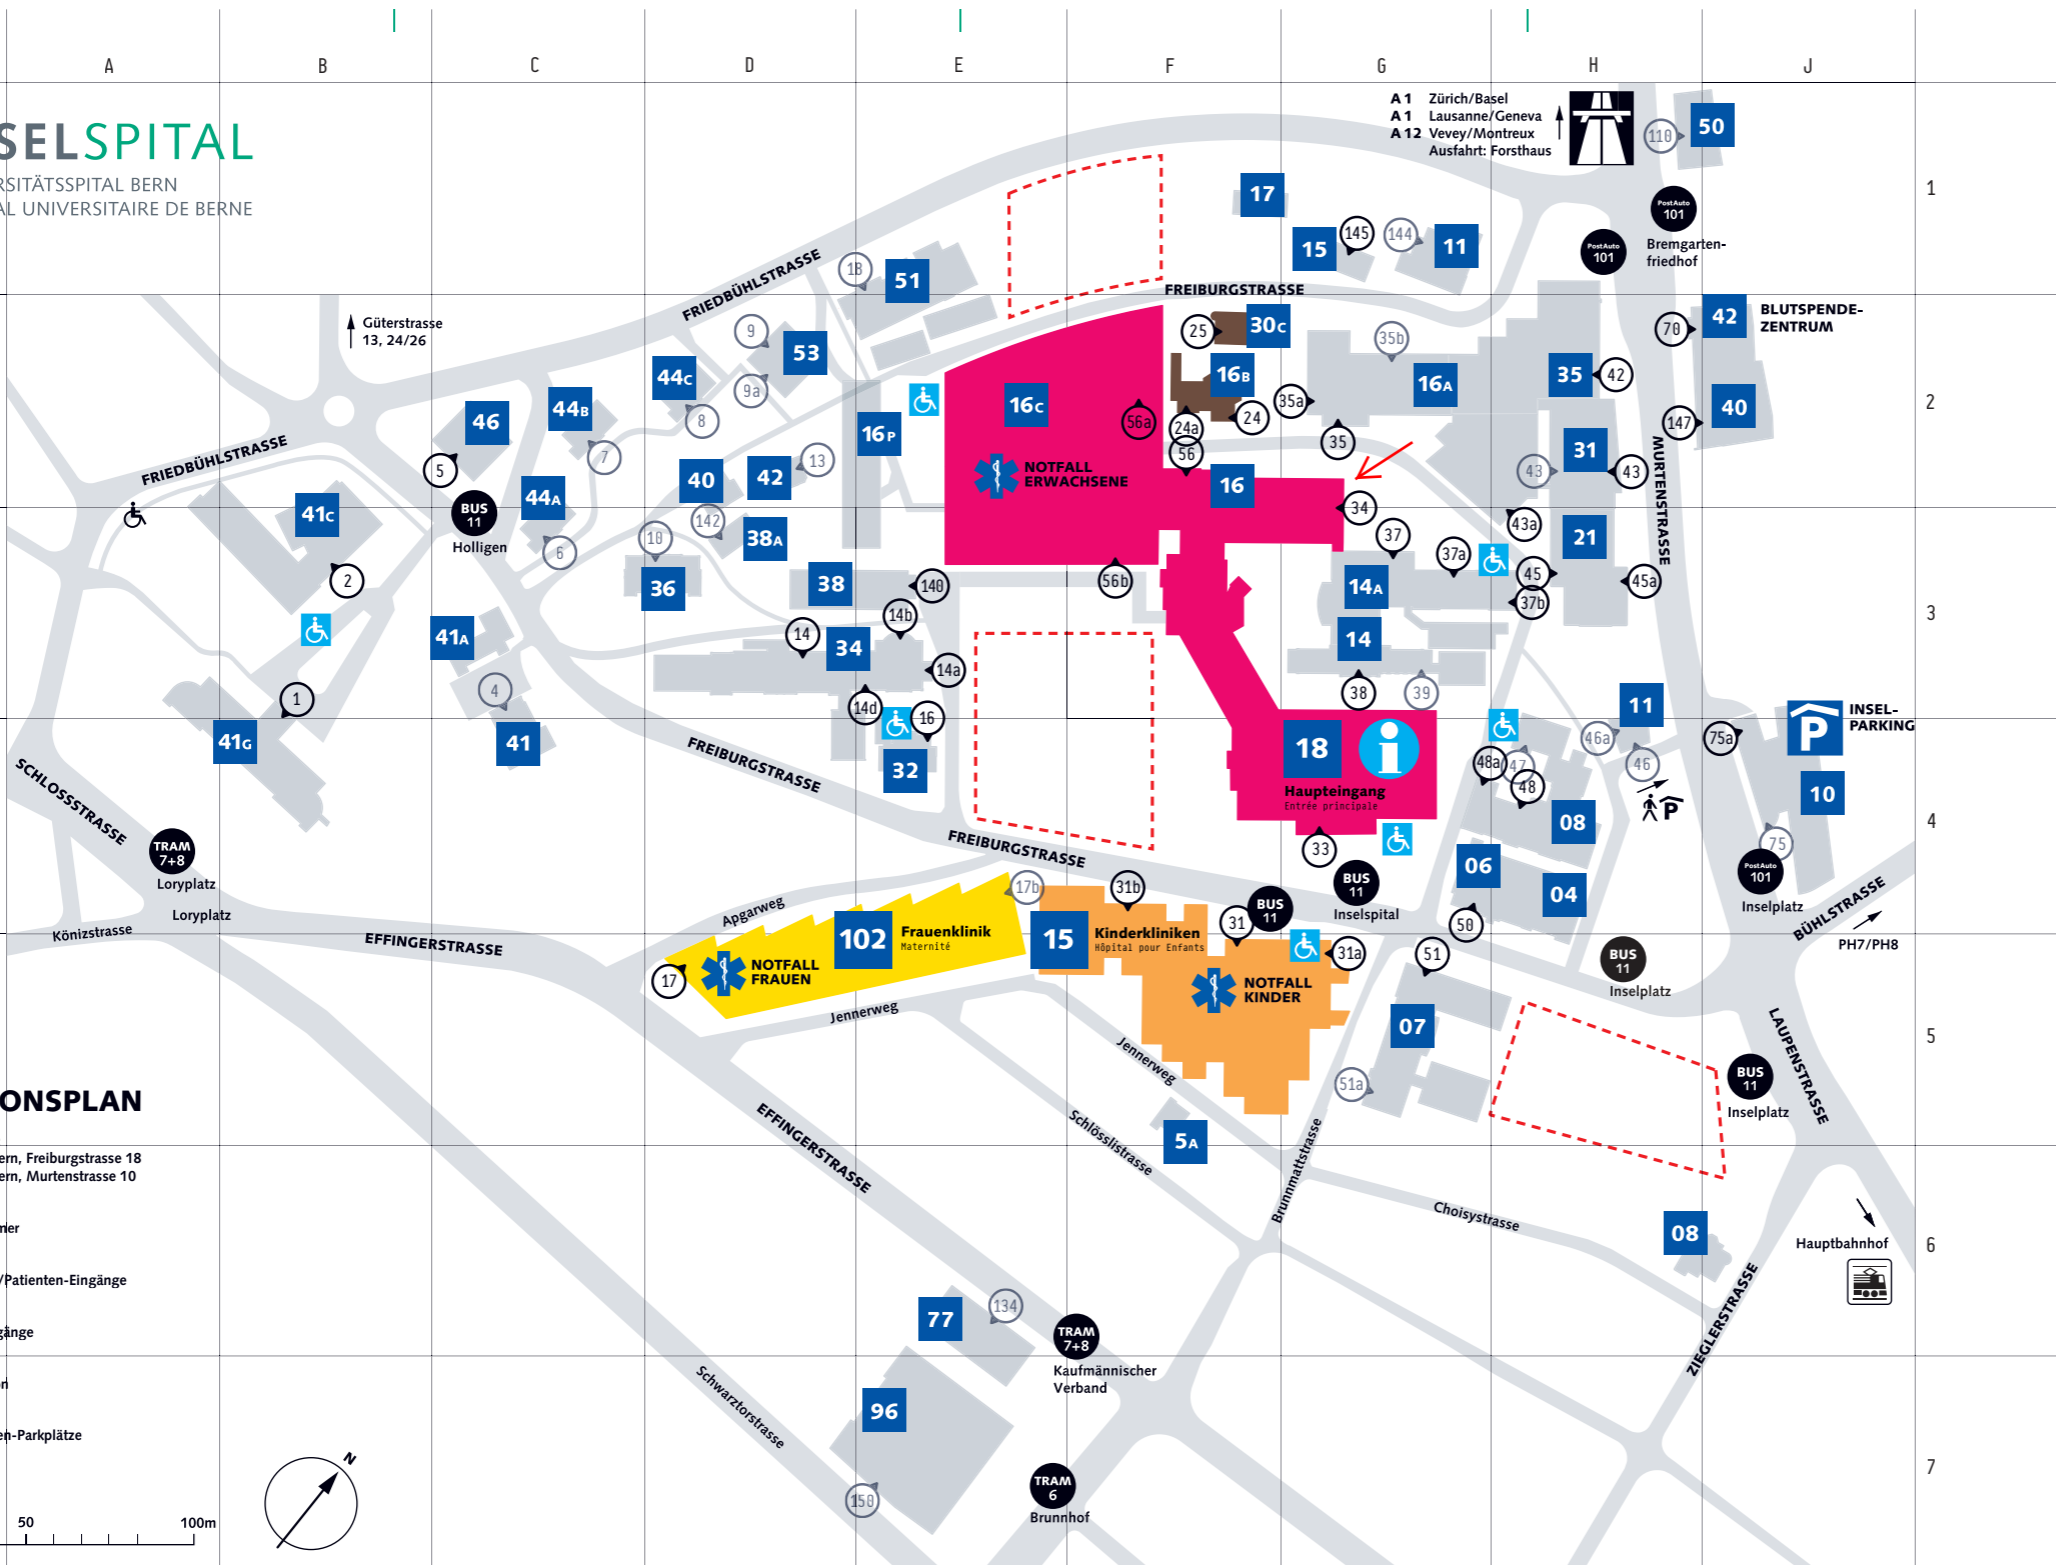 A B C D E F G H J
SELSPITAL
RSITÄTSSPITAL BERN
AL UNIVERSITAIRE DE BERNE
A 1 Zürich/Basel
A 1 Lausanne/Geneva
A 12 Vevey/Montreux
Ausfahrt: Forsthaus
110 50
1
PostAuto
101
Bremgarten-
friedhof
PostAuto
101
17
15 145 144 11
18 51
FRIEDBÜHLSTRASSE
FREIBURGSTRASSE
Güterstrasse
13, 24/26
9 53
9a
44C
8
44B
7
46
5
44A
6
BUS
11
Holligen
40 42 13
142 38A
10 36
16P
16C
56a
NOTFALL
ERWACHSENE
25 30C
16B
24a 24
56
16
35b
35a 16A
35
35 42
31
43 43
43a
21
70 42
BLUTSPENDE-
ZENTRUM
147 40
2
MURTENSTRASSE
FRIEDBÜHLSTRASSE
41C
2
34
37
37a
45 45a
37b
14A
14
38 39
56b
38 140
14b
14 34
14a
14d 16
32
3
41A
4
41
1
41G
SCHLOSSSTRASSE
FREIBURGSTRASSE
18
Haupteingang
Entrée principale
33
11
46a
46
47
48a
48
P
08
06
04
50
75a
P
INSEL-
PARKING
10
75
PostAuto
101
Inselplatz
4
TRAM
7+8
Loryplatz
Loryplatz
Könizstrasse
EFFINGERSTRASSE
FREIBURGSTRASSE
Apgarweg
17b
31b
31
BUS
11
BUS
11
Inselspital
102
Frauenklinik
Maternité
15
Kinderkliniken
Hôpital pour Enfants
31a
51
17
NOTFALL
FRAUEN
NOTFALL
KINDER
Jennerweg
07
BUS
11
Inselplatz
BÜHLSTRASSE
PH7/PH8
LAUPENSTRASSE
5
Jennerweg
51a
BUS
11
Inselplatz
ONSPLAN
EFFINGERSTRASSE
Schlösslistrasse
5A
Brunnmattstrasse
ern, Freiburgstrasse 18
ern, Murtenstrasse 10
Choisystrasse
08
Hauptbahnhof
6
ner
/Patienten-Eingänge
gänge
77
134
TRAM
7+8
Kaufmännischer
Verband
ZIEGLERSTRASSE
Schwarztorstrasse
96
en-Parkplätze
N
150
TRAM
6
Brunnhof
7
50 100m